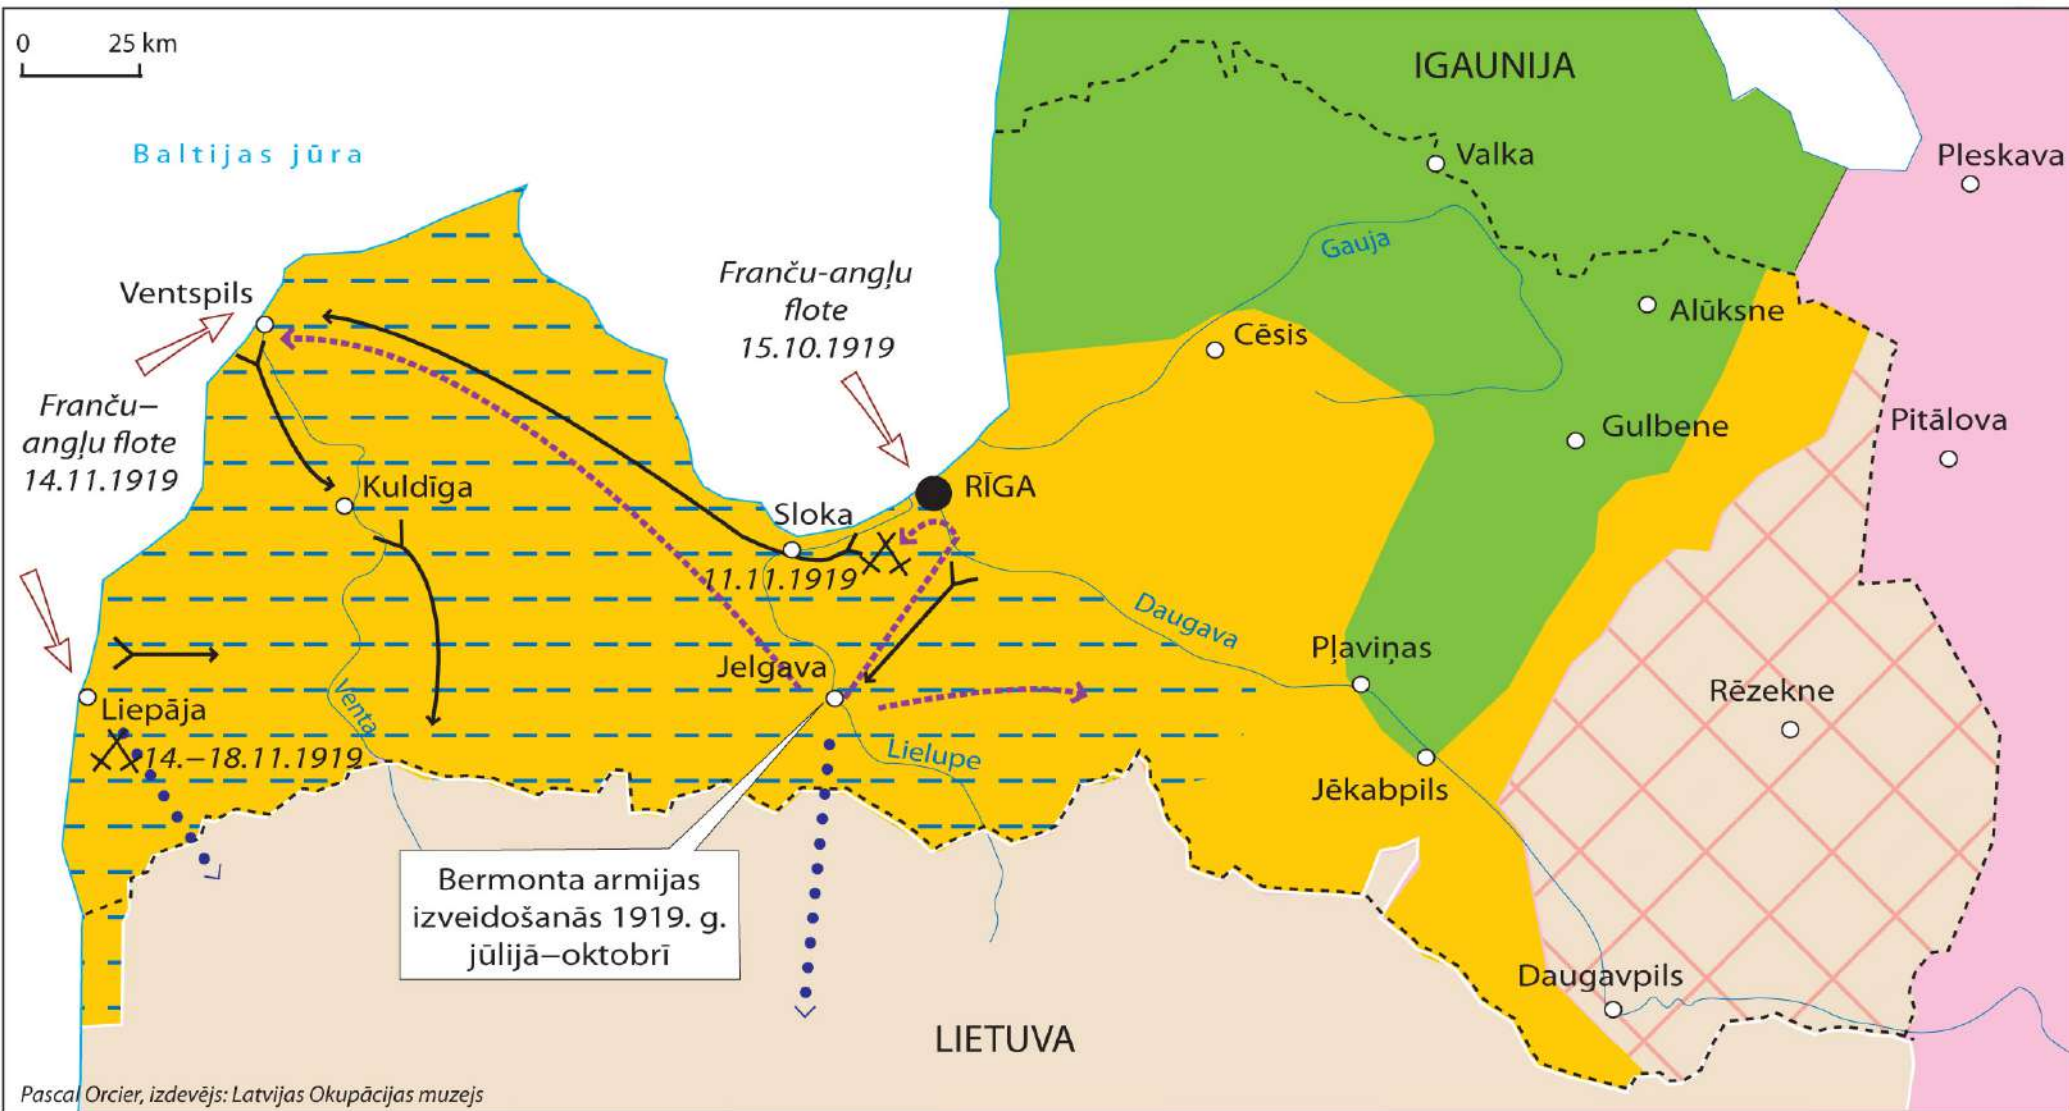 0 25 km
IGAUNIJA
Baltijas jūra
Valka
Pleskava
Gauja
Franču-angļu
flote
15.10.1919
Ventspils
Alūksne
Cēsis
Franču–
angļu flote
14.11.1919
Pitālova
Gulbene
Kuldīga
RĪGA
Sloka
11.11.1919
Daugava
Pļaviņas
Jelgava
Rēzekne
Liepāja
Venta
14.–18.11.1919
Lielupe
Jēkabpils
Bermonta armijas
izveidošanās 1919. g.
jūlijā–oktobrī
Daugavpils
LIETUVA
Pascal Orcier, izdevējs: Latvijas Okupācijas muzejs